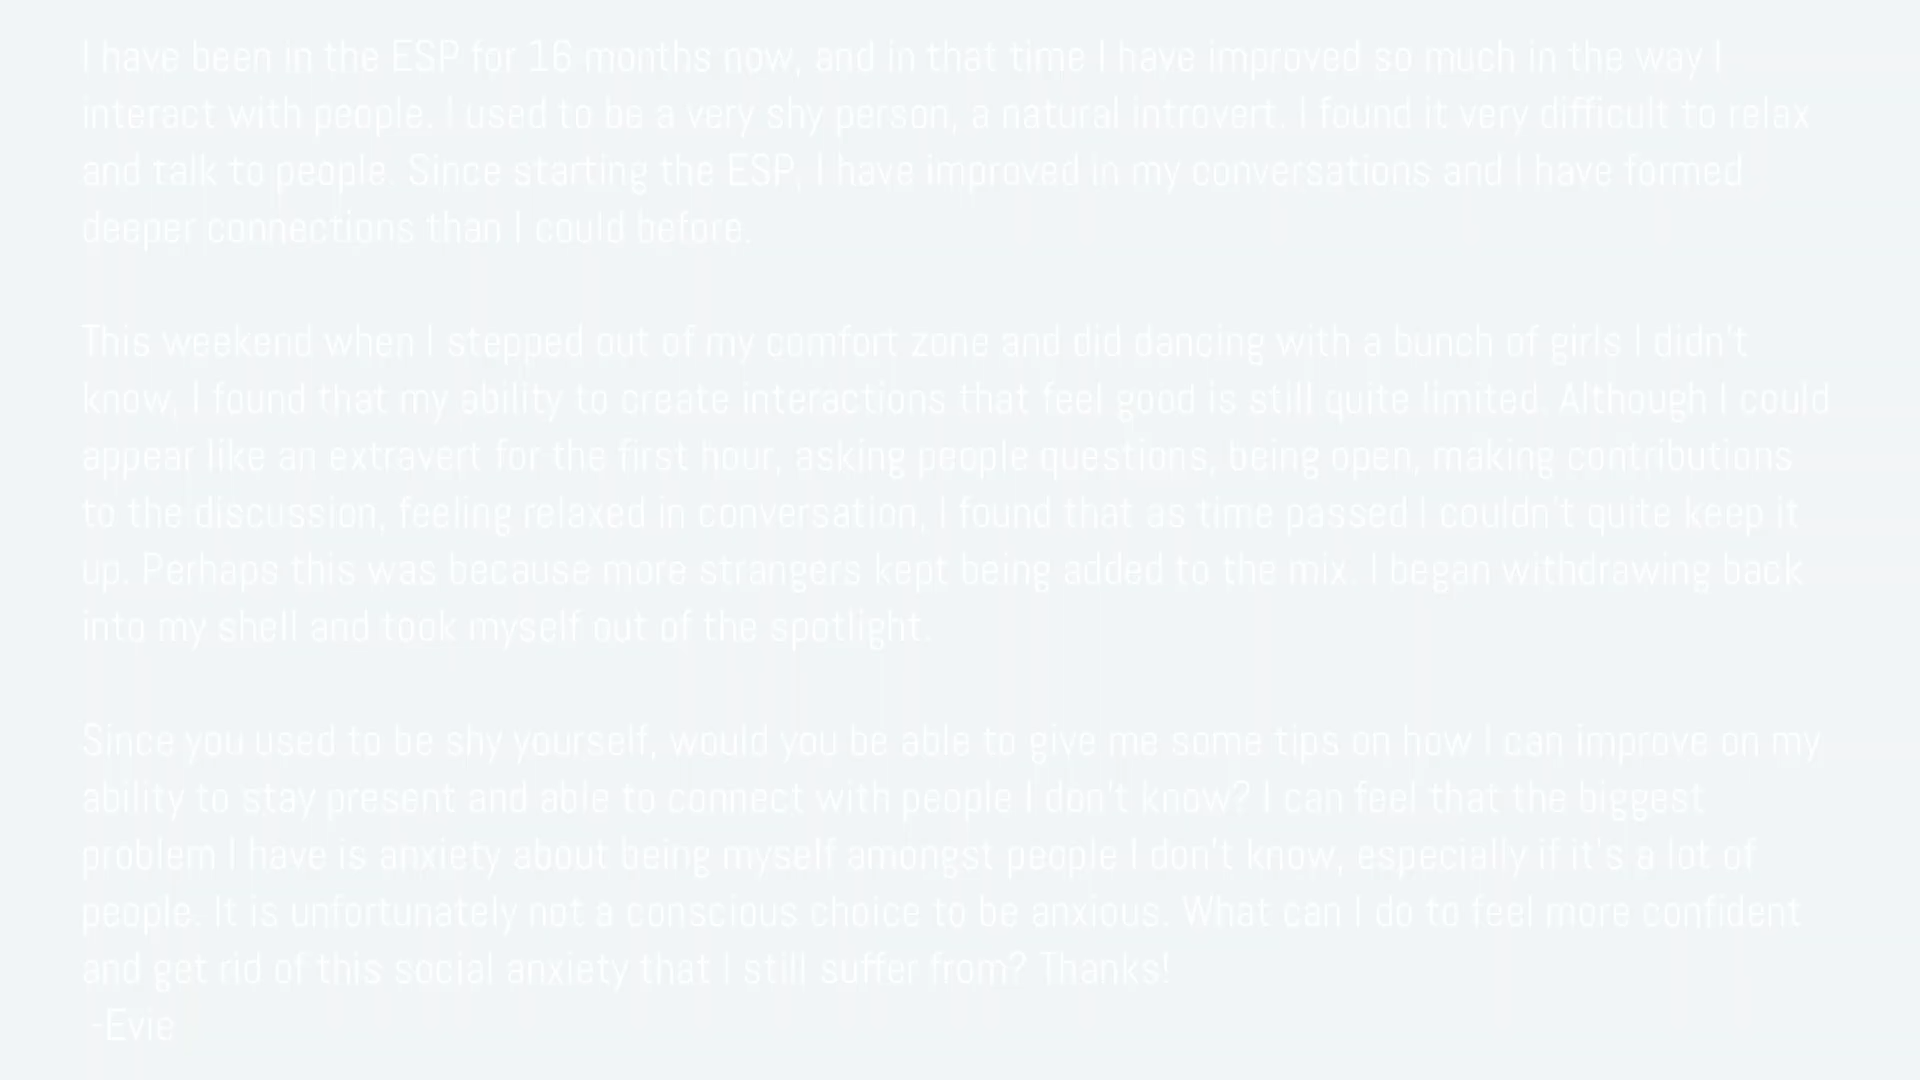 I have been in the ESP for 16 months now, and in that time I have improved so much in the way I
interact with people. I used to be a very shy person, a natural introvert. I found it very difficult to relax
and talk to people. Since starting the ESP, I have improved in my conversations and I have formed
deeper connections than I could before.
This weekend when I stepped out of my comfort zone and did dancing with a bunch of girls I didn't
know, I found that my ability to create interactions that feel good is still quite limited. Although I could
appear like an extravert for the first hour, asking people questions, being open, making contributions
to the discussion, feeling relaxed in conversation, I found that as time passed I couldn't quite keep it
up. Perhaps this was because more strangers kept being added to the mix. I began withdrawing back
into my shell and took myself out of the spotlight.
Since you used to be shy yourself, would you be able to give me some tips on how I can improve on my
ability to stay present and able to connect with people I don't know? I can feel that the biggest
problem I have is anxiety about being myself amongst people I don't know, especially if it's a lot of
people. It is unfortunately not a conscious choice to be anxious. What can I do to feel more confident
and get rid of this social anxiety that I still suffer from? Thanks!
-Evie